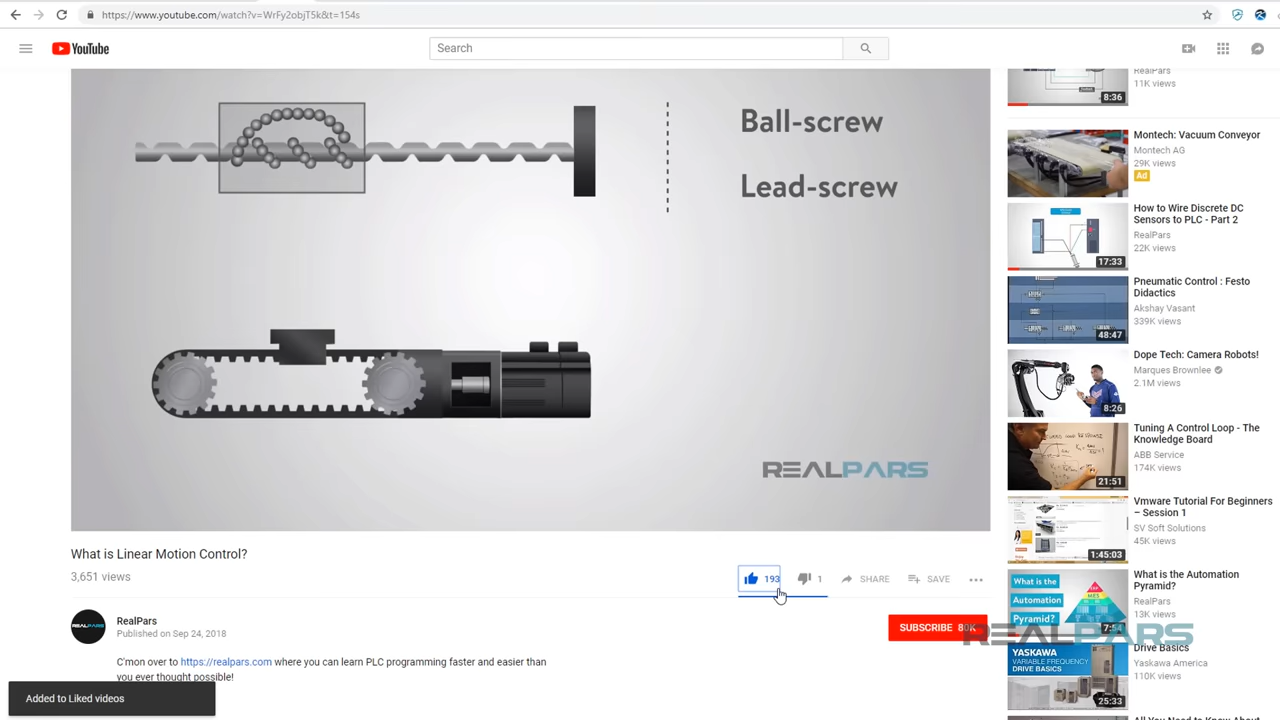 https://www.youtube.com/watch?v=WrFy2objT5k&t=154s
YouTube
Search
Ball-screw
Lead-screw
REALPARS
What is Linear Motion Control?
3,651 views
193
1
SHARE
SAVE
REALPARS
RealPars
Published on Sep 24, 2018
SUBSCRIBE 80K
C'mon over to https://realpars.com where you can learn PLC programming faster and easier than
you ever thought possible!
Added to Liked videos
RealPars
11K views
8:36
Montech: Vacuum Conveyor
Montech AG
29K views
Ad
How to Wire Discrete DC
Sensors to PLC - Part 2
RealPars
22K views
17:33
Pneumatic Control : Festo
Didactics
Akshay Vasant
339K views
48:47
Dope Tech: Camera Robots!
Marques Brownlee
2.1M views
8:26
Tuning A Control Loop - The
Knowledge Board
ABB Service
174K views
21:51
Vmware Tutorial For Beginners
– Session 1
SV Soft Solutions
45K views
1:45:03
What is the
Automation
Pyramid?
What is the Automation
Pyramid?
RealPars
13K views
REALPARS
YASKAWA
VARIABLE FREQUENCY
DRIVE BASICS
Drive Basics
Yaskawa America
110K views
25:33
All You Need to Know About